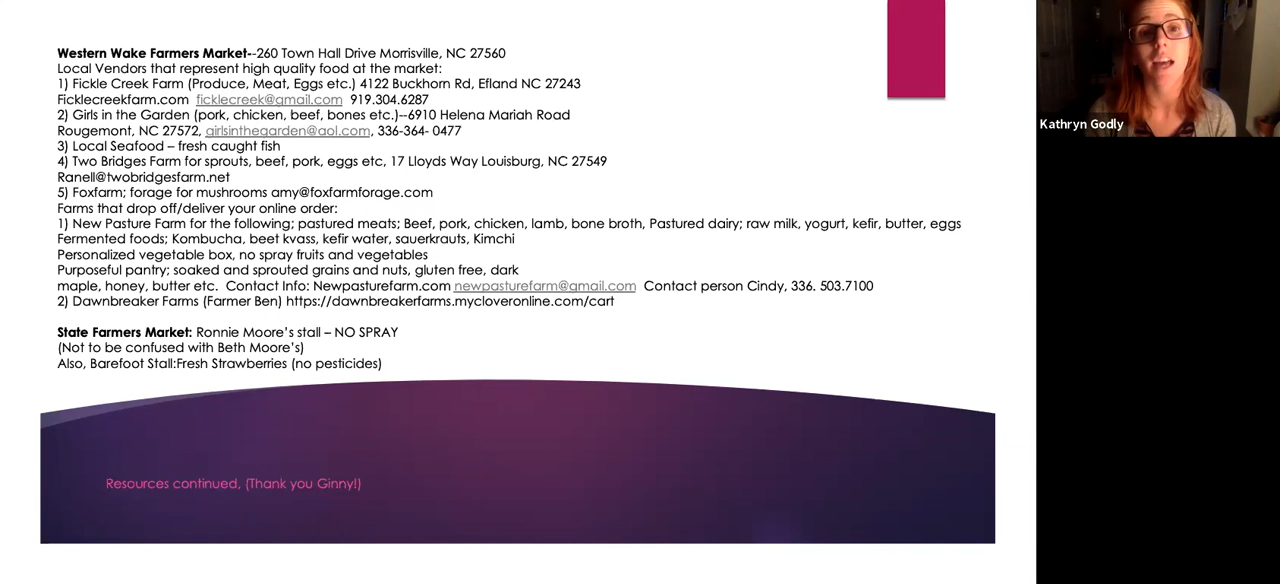 Western Wake Farmers Market--260 Town Hall Drive Morrisville, NC 27560
Local Vendors that represent high quality food at the market:
1) Fickle Creek Farm (Produce, Meat, Eggs etc.) 4122 Buckhorn Rd, Efland NC 27243
Ficklecreekfarm.com ficklecreek@gmail.com 919.304.6287
2) Girls in the Garden (pork, chicken, beef, bones etc.)--6910 Helena Mariah Road
Rougemont, NC 27572, girlsinthegarden@aol.com, 336-364- 0477
3) Local Seafood – fresh caught fish
4) Two Bridges Farm for sprouts, beef, pork, eggs etc, 17 Lloyds Way Louisburg, NC 27549
Ranell@twobridgesfarm.net
5) Foxfarm; forage for mushrooms amy@foxfarmforage.com
Farms that drop off/deliver your online order:
1) New Pasture Farm for the following; pastured meats; Beef, pork, chicken, lamb, bone broth, Pastured dairy; raw milk, yogurt, kefir, butter, eggs
Fermented foods; Kombucha, beet kvass, kefir water, sauerkrauts, Kimchi
Personalized vegetable box, no spray fruits and vegetables
Purposeful pantry; soaked and sprouted grains and nuts, gluten free, dark
maple, honey, butter etc. Contact Info: Newpasturefarm.com newpasturefarm@gmail.com Contact person Cindy, 336. 503.7100
2) Dawnbreaker Farms (Farmer Ben) https://dawnbreakerfarms.mycloveronline.com/cart
State Farmers Market: Ronnie Moore's stall – NO SPRAY
(Not to be confused with Beth Moore's)
Also, Barefoot Stall:Fresh Strawberries (no pesticides)
Resources continued, (Thank you Ginny!)
Kathryn Godly